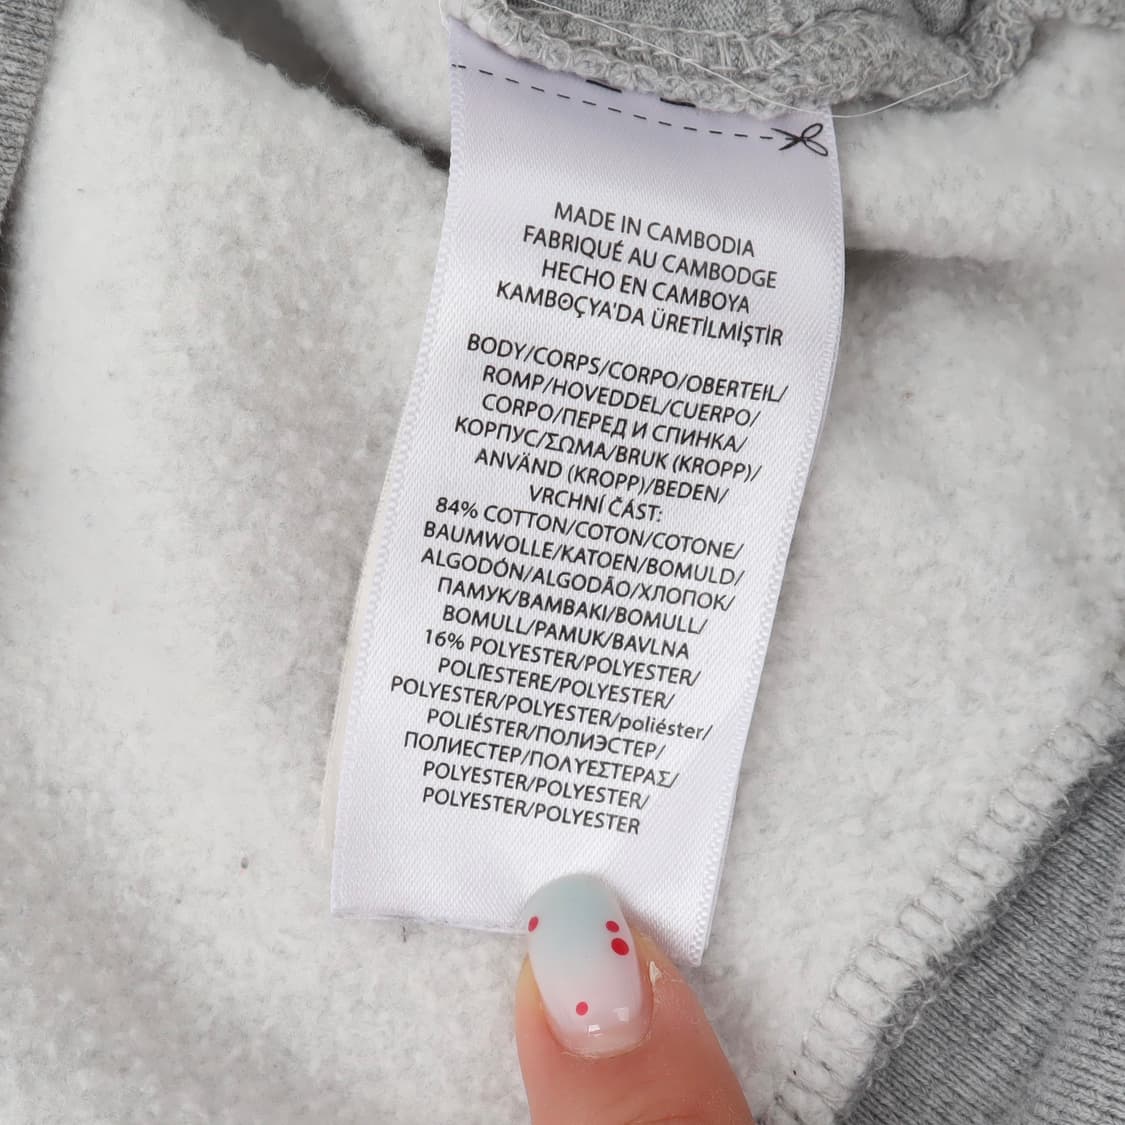 MADE IN CAMBODIA
FABRIQUÉ AU CAMBODGE
HECHO EN CAMBOYA
KAMBOÇYA'DA ÜRETİLMİŞTİR
BODY/CORPS/CORPO/OBERTEIL/
ROMP/HOVEDDEL/CUERPO/
CORPO/ПЕРЕД И СПИНКА/
КОРПУС/ΣΩΜΑ/BRUK (KROPP)/
ANVÄND (KROPP)/BEDEN/
VRCHNÍ ČÁST:
84% COTTON/COTON/COTONE/
BAUMWOLLE/KATOEN/BOMULD/
ALGODÓN/ALGODÃO/ХЛОПОК/
ПАМУК/BAMBAKI/BOMULL/
BOMULL/PAMUK/BAVLNA
16% POLYESTER/POLYESTER/
POLIESTERE/POLYESTER/
POLYESTER/POLYESTER/poliéster/
POLIÉSTER/ПОЛИЭСТЕР/
ПОЛИЕСТЕР/ΠΟΛΥΕΣΤΕΡΑΣ/
POLYESTER/POLYESTER/
POLYESTER/POLYESTER